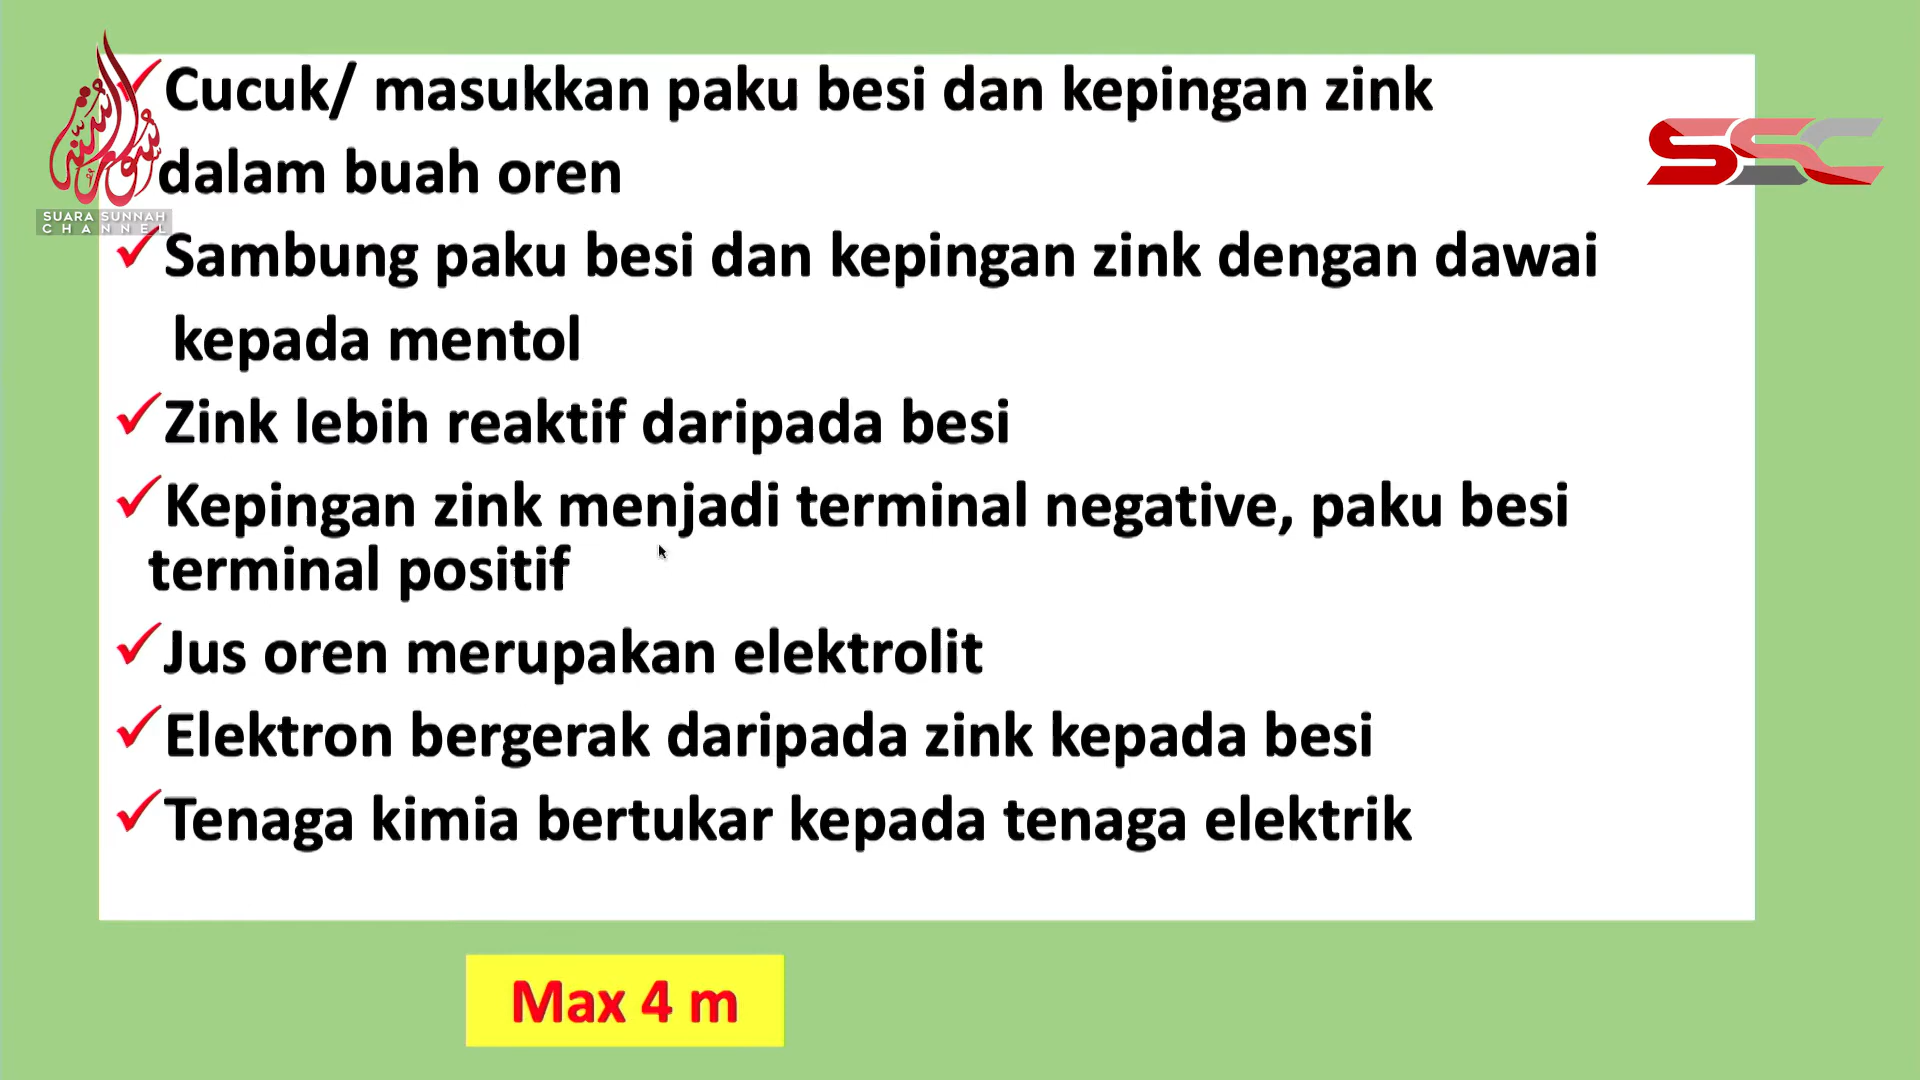 Cucuk/ masukkan paku besi dan kepingan zink
dalam buah oren
SUARA SUNNAH
CHANNEL
SSC
Sambung paku besi dan kepingan zink dengan dawai
kepada mentol
Zink lebih reaktif daripada besi
Kepingan zink menjadi terminal negative, paku besi
terminal positif
Jus oren merupakan elektrolit
Elektron bergerak daripada zink kepada besi
Tenaga kimia bertukar kepada tenaga elektrik
Max 4 m